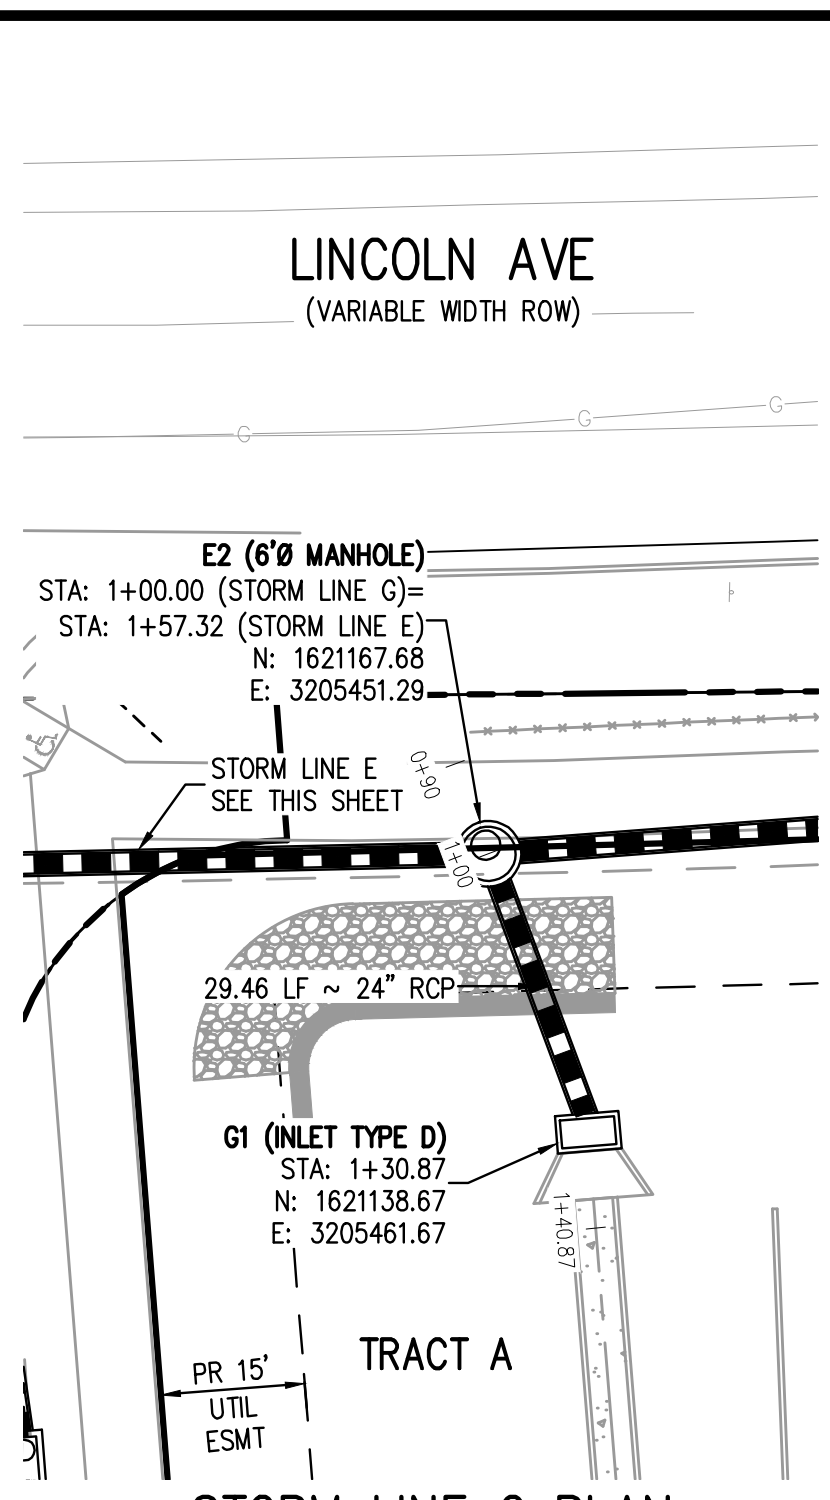 LINCOLN AVE
(VARIABLE WIDTH ROW)
G
G
G
E2 (6'Ø MANHOLE)
STA: 1+00.00 (STORM LINE G)=
STA: 1+57.32 (STORM LINE E)
N: 1621167.68
E: 3205451.29
STORM LINE E
SEE THIS SHEET
0+90
1+00
29.46 LF ~ 24" RCP
G1 (INLET TYPE D)
STA: 1+30.87
N: 1621138.67
E: 3205461.67
1+40.87
TRACT A
PR 15'
UTIL
ESMT